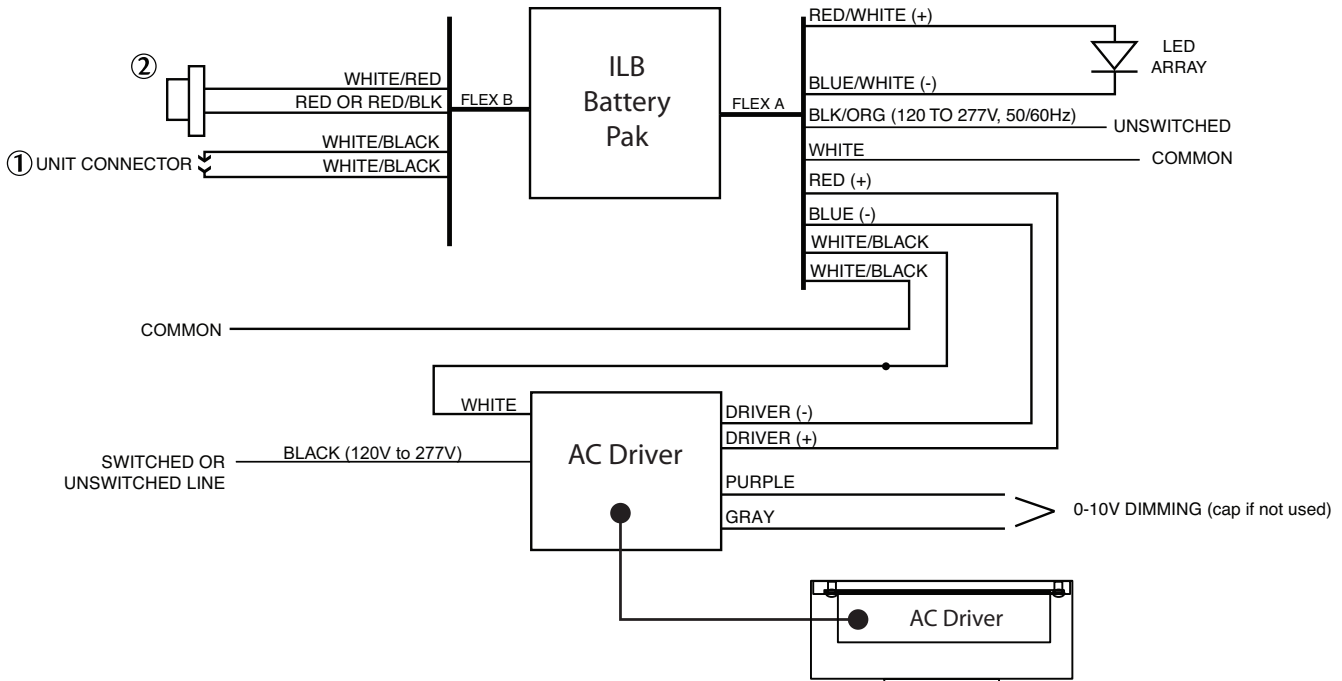 RED/WHITE (+)
②
ILB
Battery
Pak
LED
ARRAY
WHITE/RED
BLUE/WHITE (-)
RED OR RED/BLK
FLEX B
FLEX A
BLK/ORG (120 TO 277V, 50/60Hz)
UNSWITCHED
WHITE/BLACK
① UNIT CONNECTOR
WHITE/BLACK
WHITE
COMMON
RED (+)
BLUE (-)
WHITE/BLACK
WHITE/BLACK
COMMON
WHITE
DRIVER (-)
DRIVER (+)
SWITCHED OR
UNSWITCHED LINE
BLACK (120V to 277V)
AC Driver
PURPLE
GRAY
0-10V DIMMING (cap if not used)
AC Driver